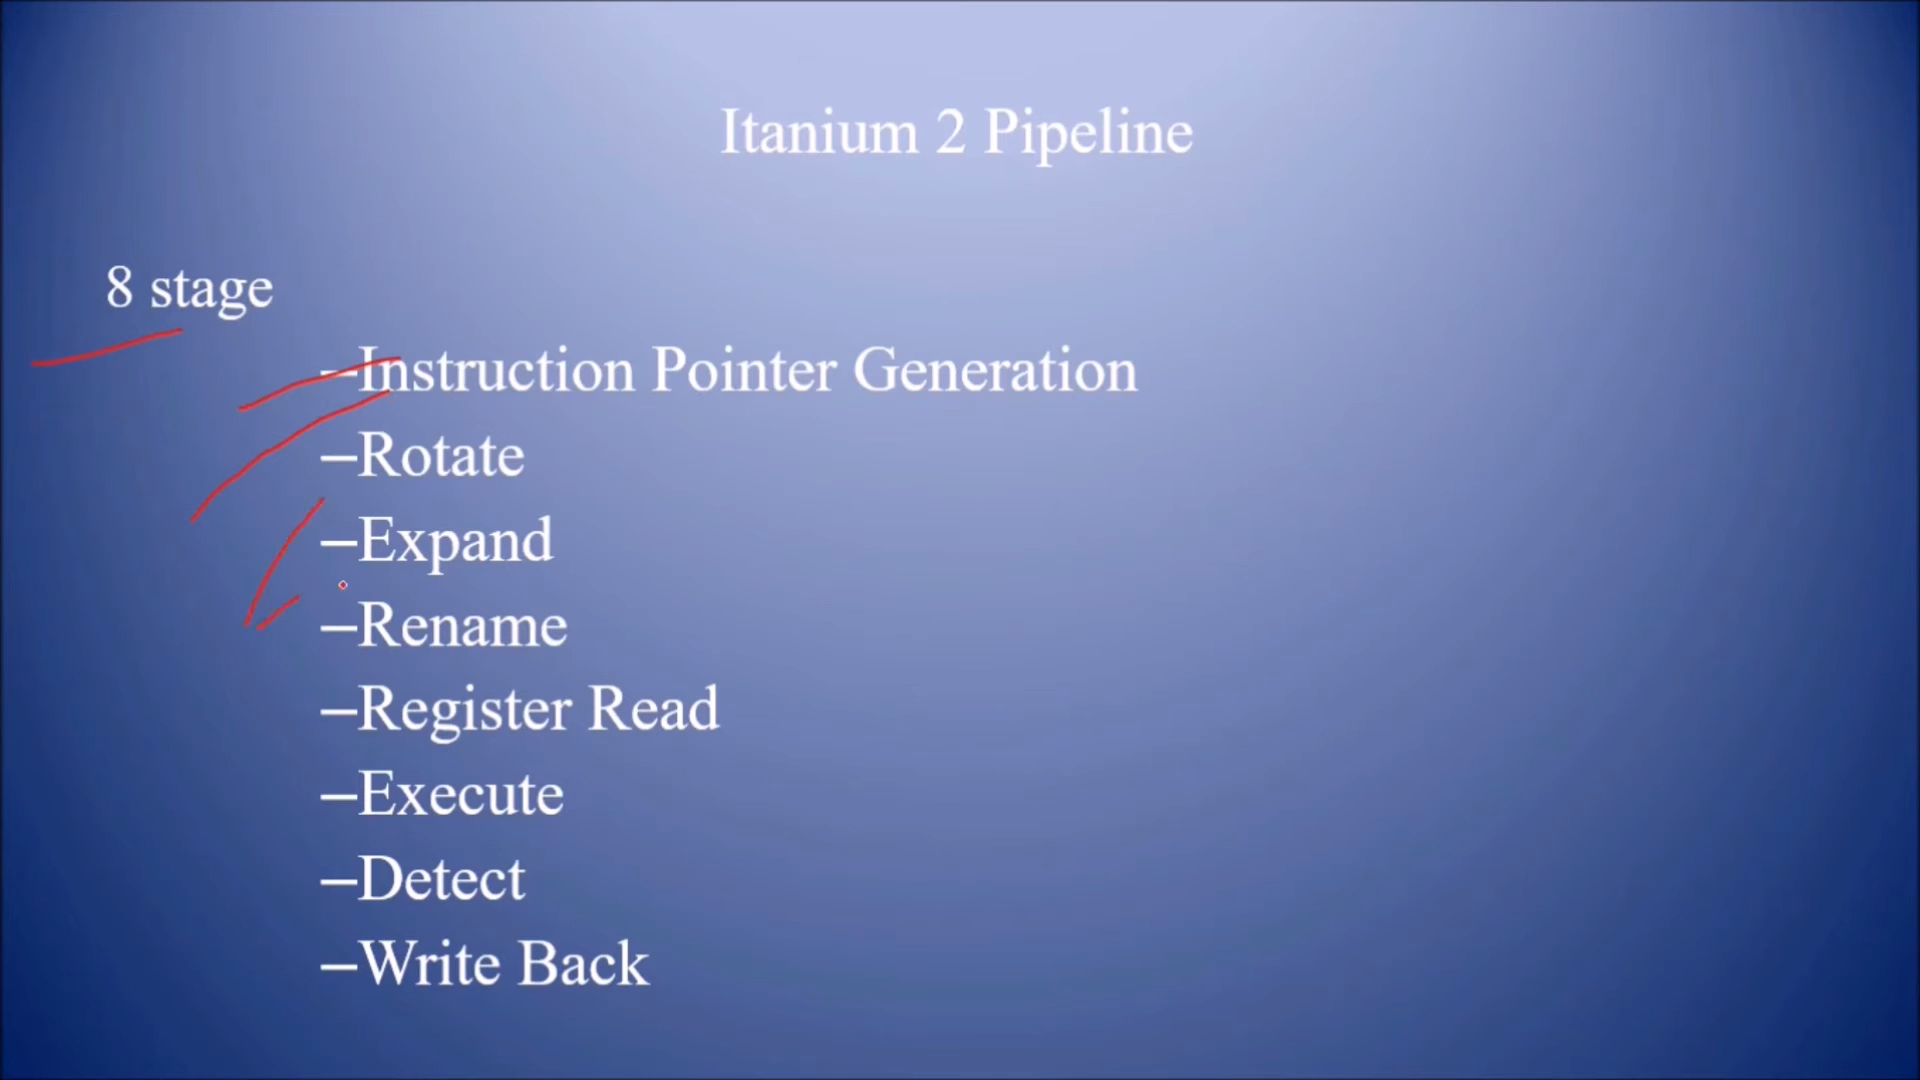 Itanium 2 Pipeline
8 stage
–Instruction Pointer Generation
–Rotate
–Expand
–Rename
–Register Read
–Execute
–Detect
–Write Back